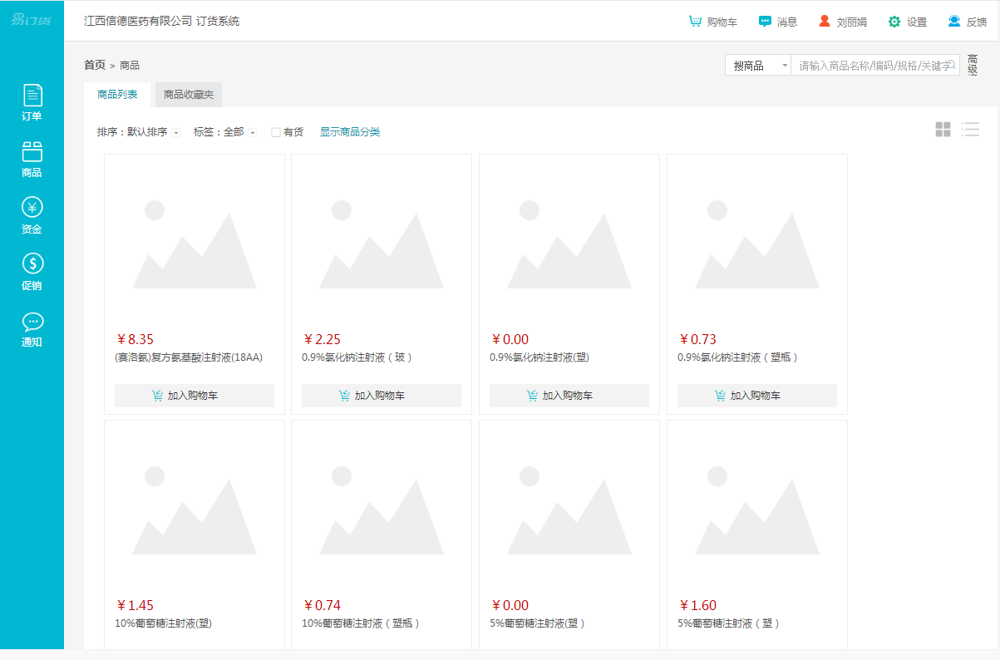 易订货
江西信德医药有限公司 订货系统
购物车
消息
刘丽娟
设置
反馈
首页 > 商品
搜商品
请输入商品名称/编码/规格/关键字
高级
商品列表
商品收藏夹
排序：默认排序
标签：全部
有货
显示商品分类
订单
商品
资金
促销
通知
￥8.35
(赛洛氨)复方氨基酸注射液(18AA)
加入购物车
￥2.25
0.9%氯化钠注射液（玻）
加入购物车
￥0.00
0.9%氯化钠注射液(塑)
加入购物车
￥0.73
0.9%氯化钠注射液（塑瓶）
加入购物车
￥1.45
10%葡萄糖注射液(塑)
￥0.74
10%葡萄糖注射液（塑瓶）
￥0.00
5%葡萄糖注射液(塑）
￥1.60
5%葡萄糖注射液（塑）